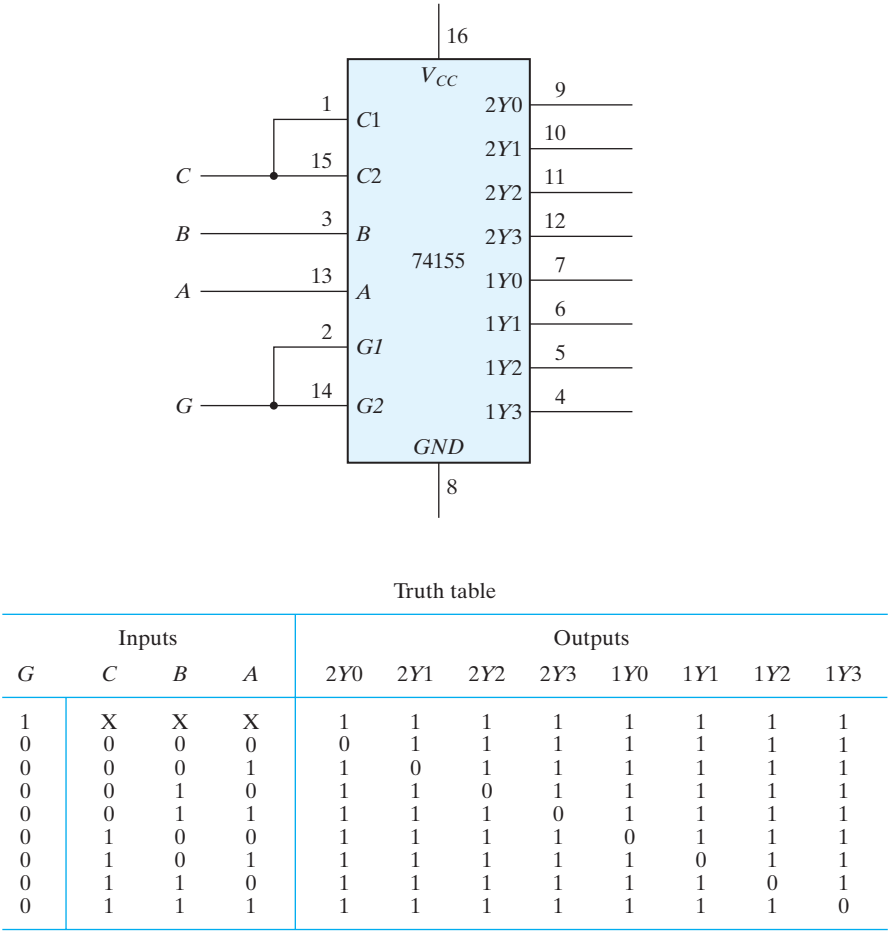 16
V_CC
1 C1 2Y0 9
2Y1 10
C 15 C2 2Y2 11
B 3 B 2Y3 12
74155
A 13 A 1Y0 7
1Y1 6
2 G1 1Y2 5
G 14 G2 1Y3 4
GND
8
Truth table
Inputs Outputs
G C B A 2Y0 2Y1 2Y2 2Y3 1Y0 1Y1 1Y2 1Y3
1 X X X 1 1 1 1 1 1 1 1
0 0 0 0 0 1 1 1 1 1 1 1
0 0 0 1 1 0 1 1 1 1 1 1
0 0 1 0 1 1 0 1 1 1 1 1
0 0 1 1 1 1 1 0 1 1 1 1
0 1 0 0 1 1 1 1 0 1 1 1
0 1 0 1 1 1 1 1 1 0 1 1
0 1 1 0 1 1 1 1 1 1 0 1
0 1 1 1 1 1 1 1 1 1 1 0